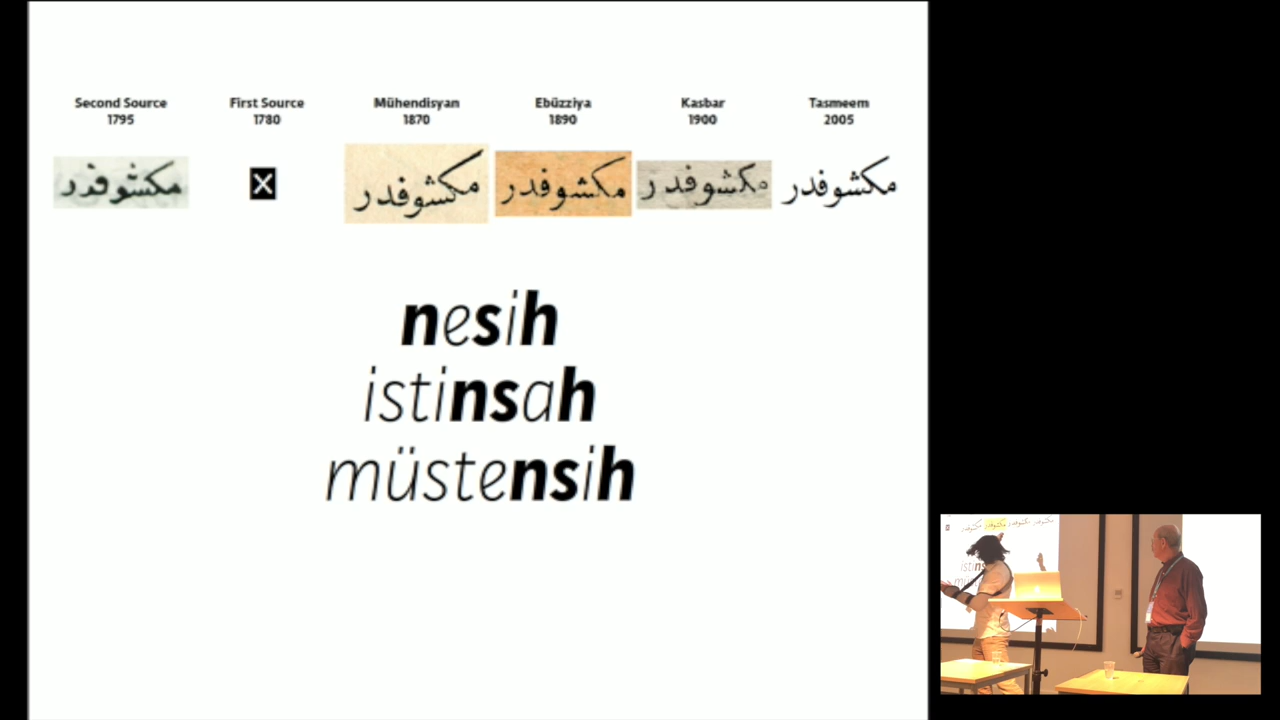 Second Source
1795
First Source
1780
Mühendisyan
1870
Ebüzziya
1890
Kasbar
1900
Tasmeem
2005
مكشوفدر
مكشوفدر
مكشوفدر
مكشوفدر
مكشوفدر
nesih
istinsah
müstensih